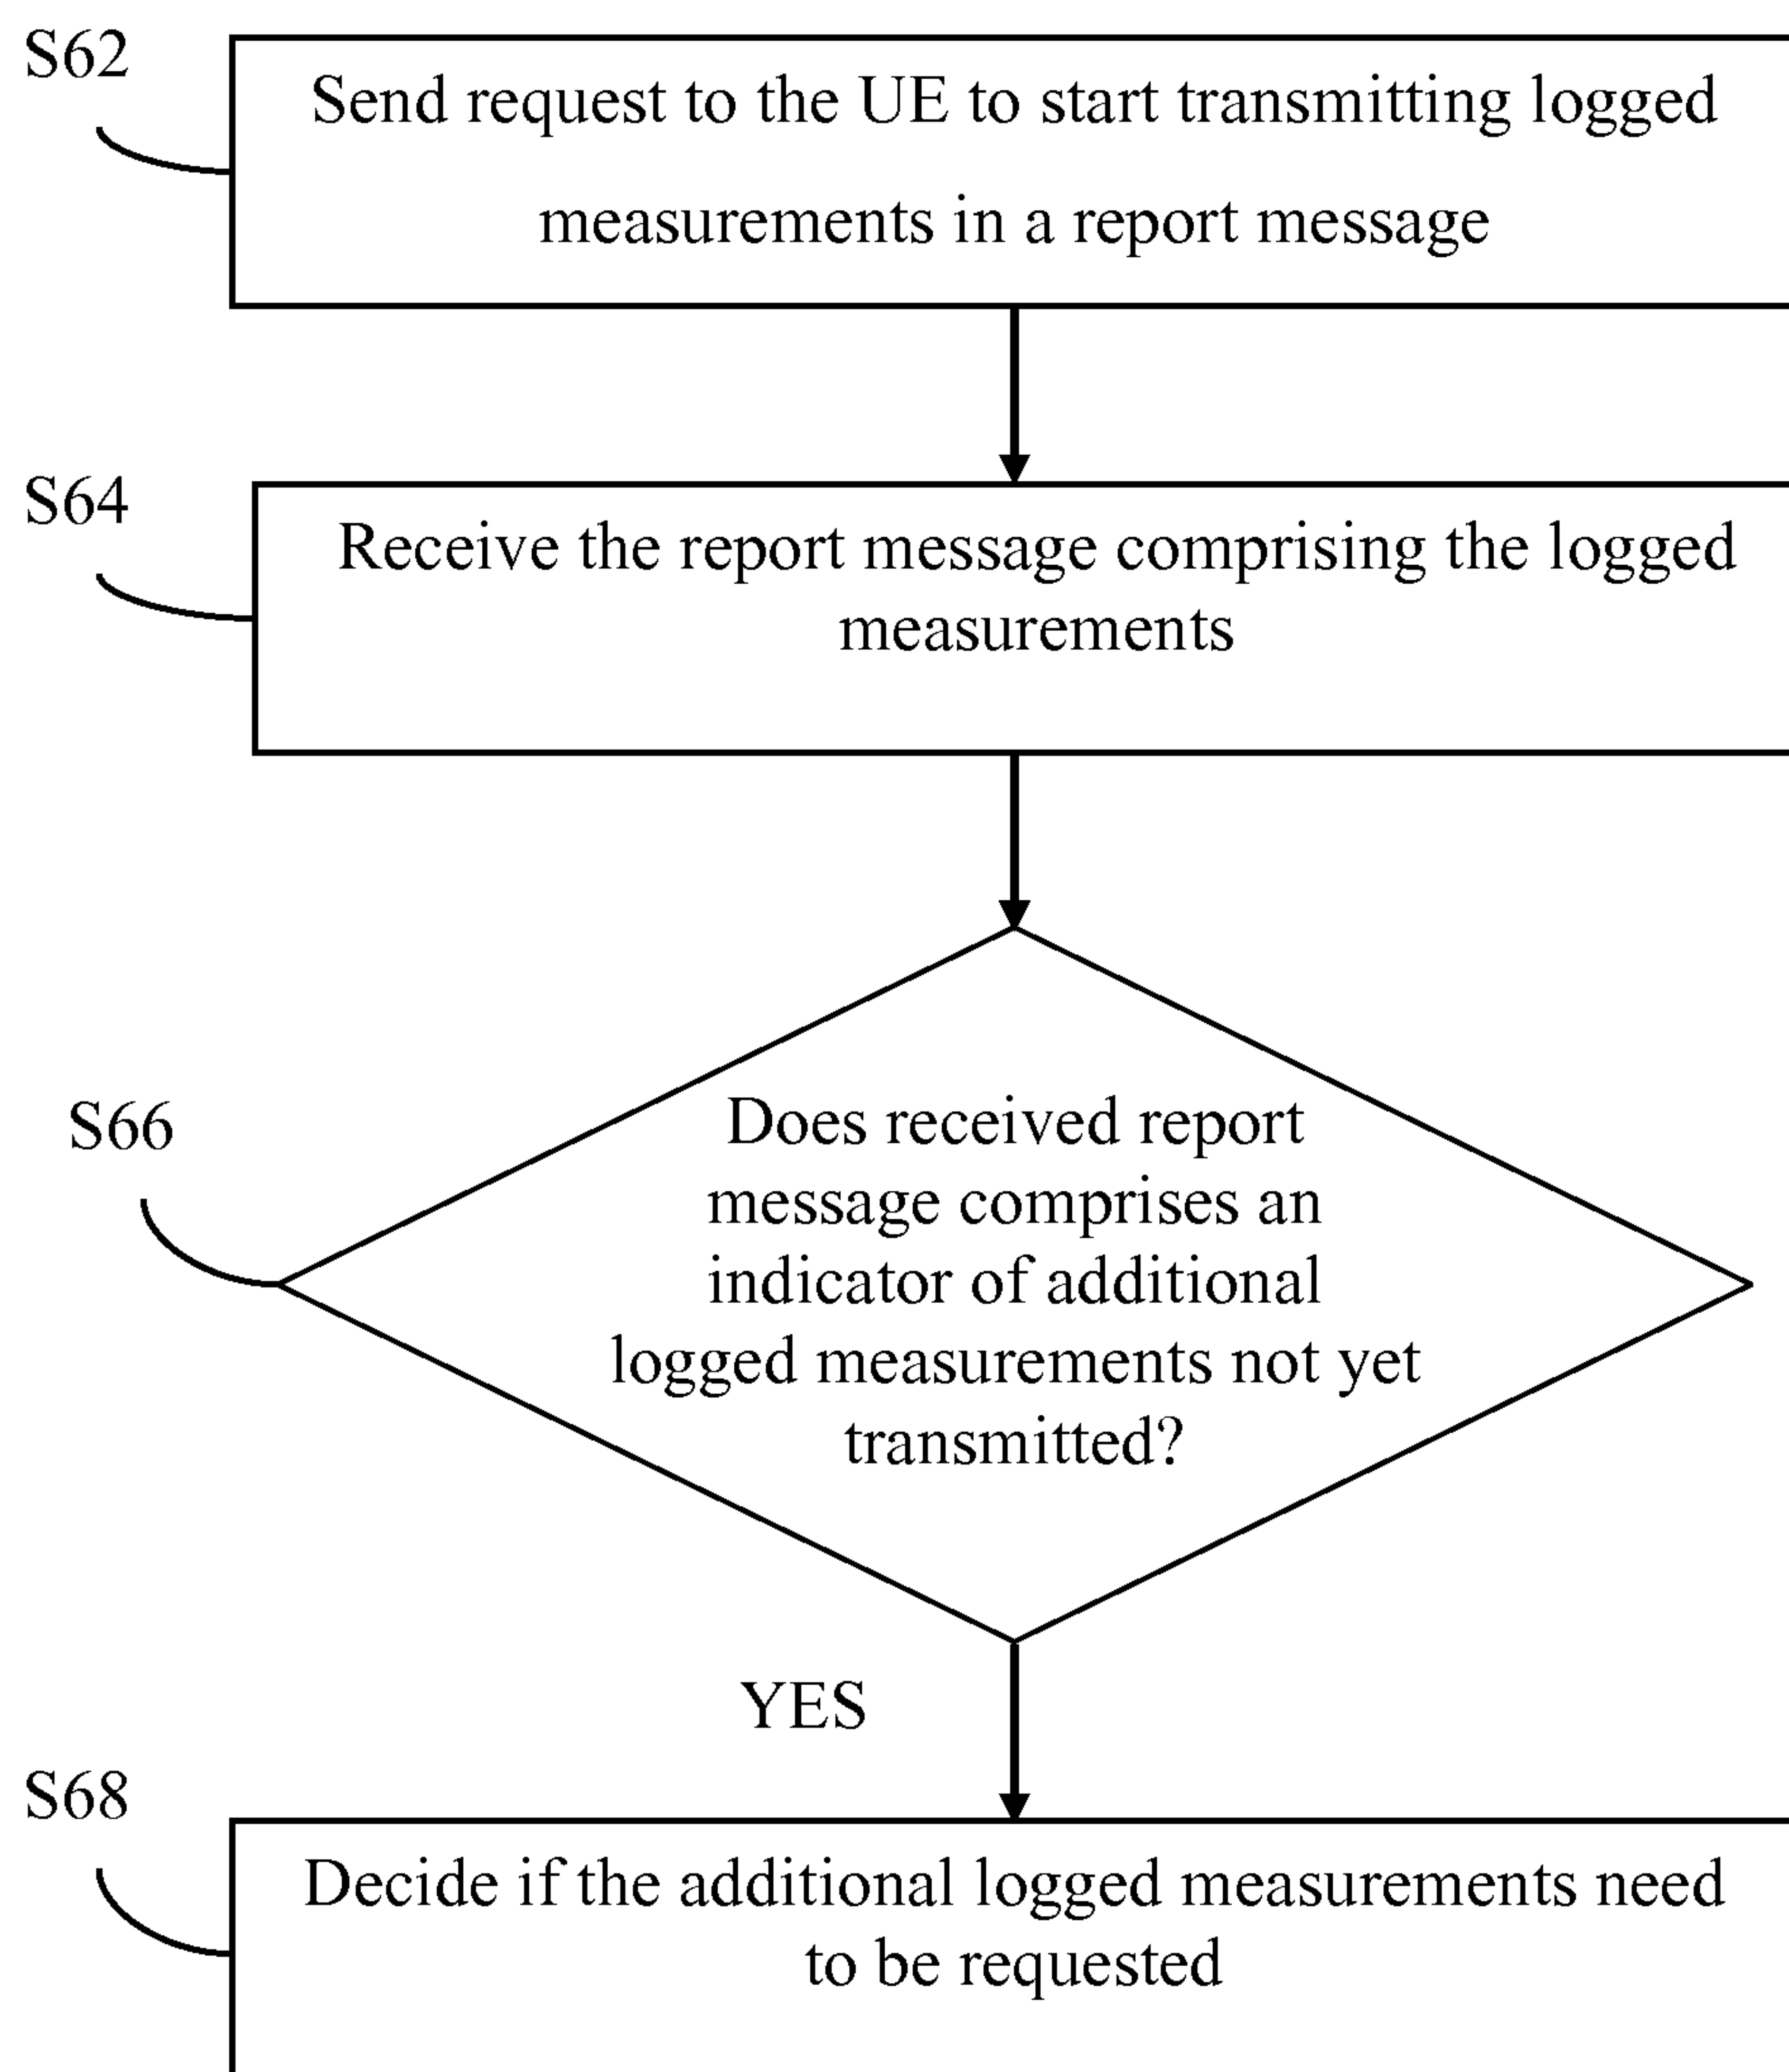 S62
Send request to the UE to start transmitting logged
measurements in a report message
S64
Receive the report message comprising the logged
measurements
S66
Does received report
message comprises an
indicator of additional
logged measurements not yet
transmitted?
YES
S68
Decide if the additional logged measurements need
to be requested